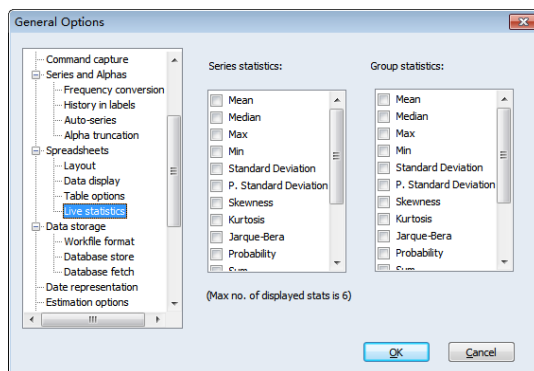 General Options
Command capture
Series and Alphas
Frequency conversion
History in labels
Auto-series
Alpha truncation
Spreadsheets
Layout
Data display
Table options
Live statistics
Data storage
Workfile format
Database store
Database fetch
Date representation
Estimation options
Series statistics:
Mean
Median
Max
Min
Standard Deviation
P. Standard Deviation
Skewness
Kurtosis
Jarque-Bera
Probability
Sum
(Max no. of displayed stats is 6)
Group statistics:
Mean
Median
Max
Min
Standard Deviation
P. Standard Deviation
Skewness
Kurtosis
Jarque-Bera
Probability
Sum
OK
Cancel